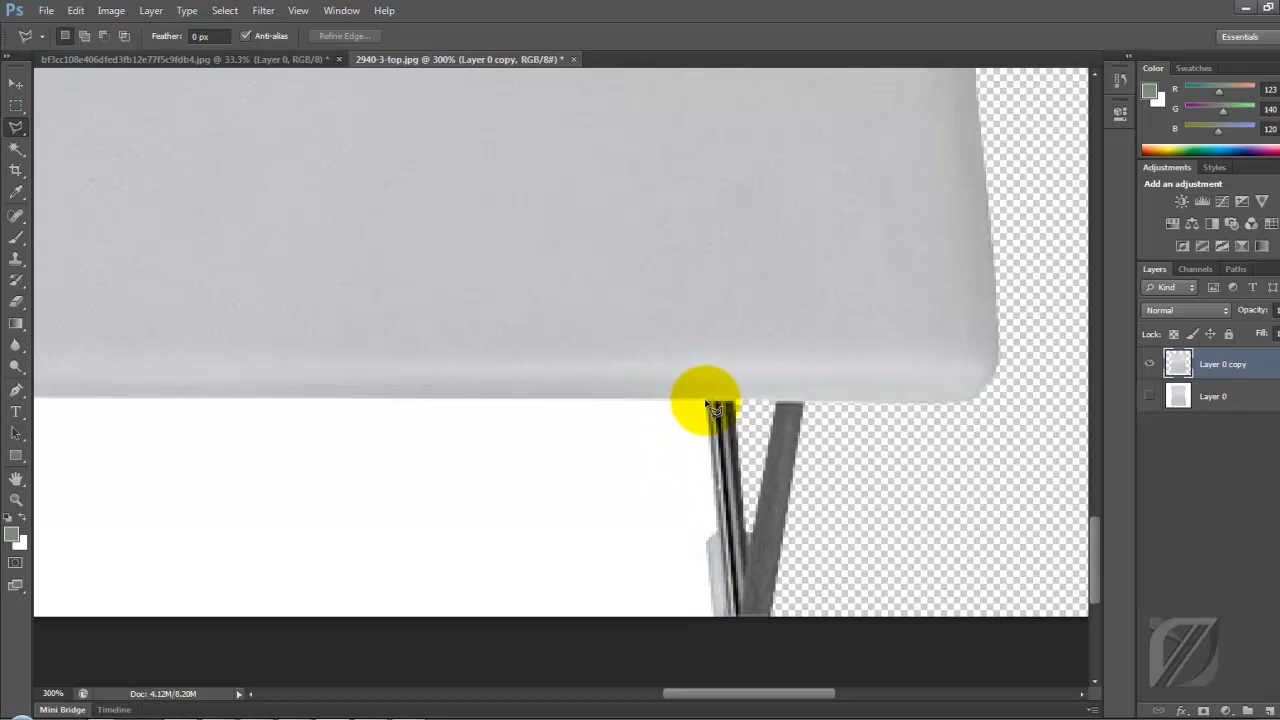 Ps File Edit Image Layer Type Select Filter View Window Help
Feather: 0 px Anti-alias Refine Edge... Essentials
bf3cc108e406dfed3fb12e77f5c9fdb4.jpg @ 33.3% (Layer 0, RGB/8) * × 2940-3-top.jpg @ 300% (Layer 0 copy, RGB/8#) * ×
Color Swatches
R 123
G 140
B 120
Adjustments Styles
Add an adjustment
Layers Channels Paths
Kind
Normal Opacity: 1
Lock: Fill: 1
Layer 0 copy
Layer 0
300% Doc: 4.12M/8.20M
Mini Bridge Timeline